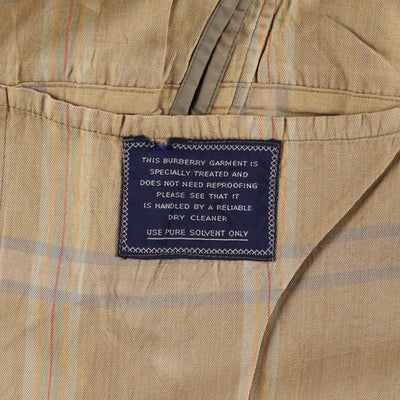 THIS BURBERRY GARMENT IS
SPECIALLY TREATED AND
DOES NOT NEED REPROOFING
PLEASE SEE THAT IT
IS HANDLED BY A RELIABLE
DRY CLEANER
USE PURE SOLVENT ONLY